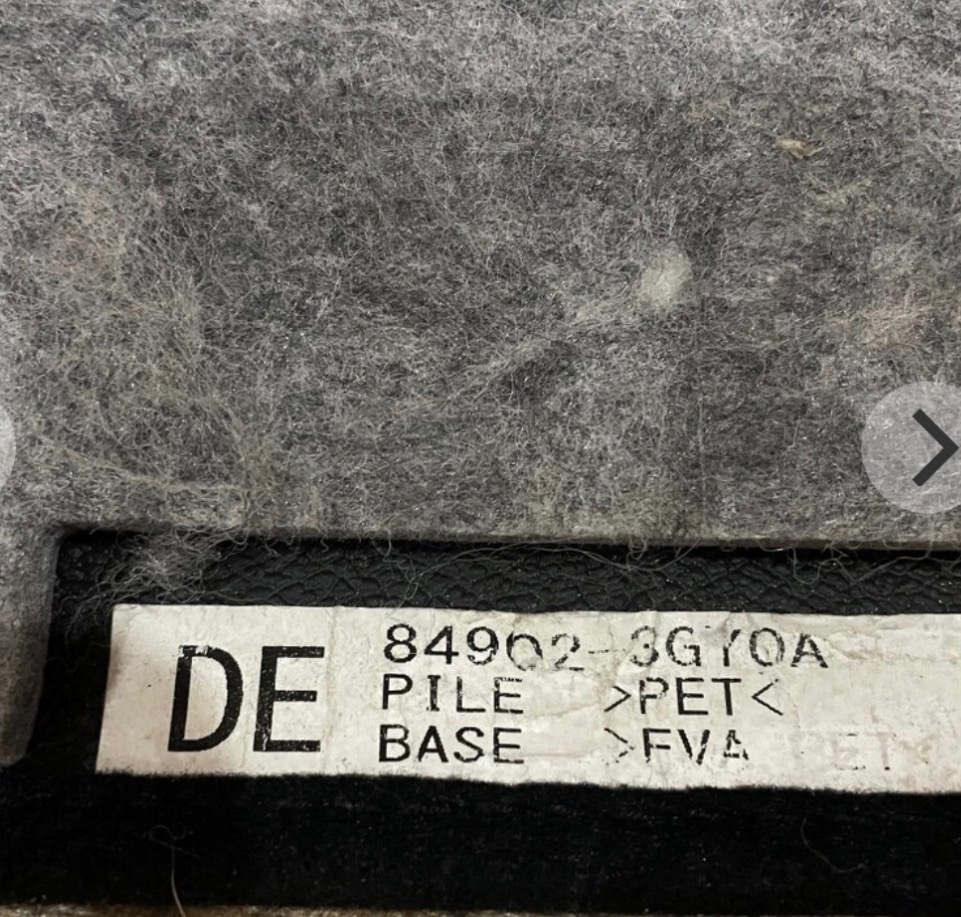 DE
84902-3GY0A
PILE >PET<
BASE >EVA